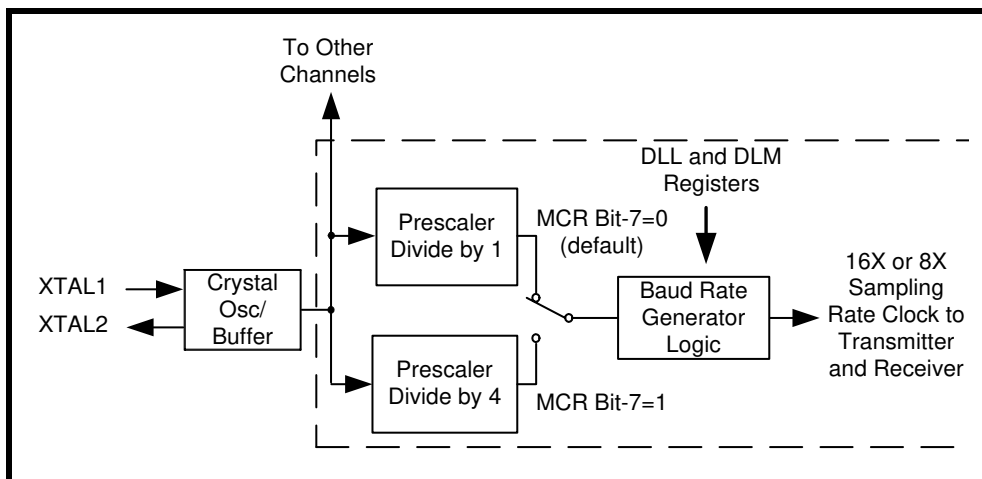 To Other
Channels
DLL and DLM
Registers
Prescaler
Divide by 1
MCR Bit-7=0
(default)
XTAL1
XTAL2
Crystal
Osc/
Buffer
Baud Rate
Generator
Logic
16X or 8X
Sampling
Rate Clock to
Transmitter
and Receiver
Prescaler
Divide by 4
MCR Bit-7=1